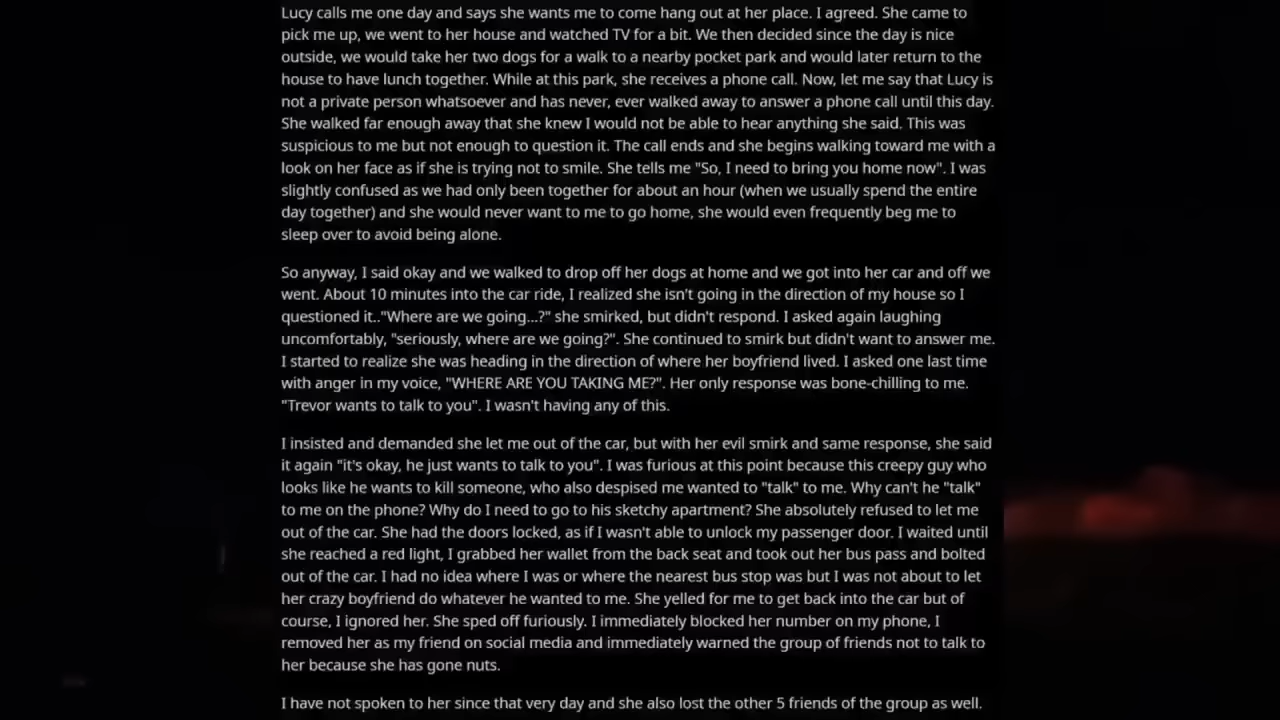 Lucy calls me one day and says she wants me to come hang out at her place. I agreed. She came to
pick me up, we went to her house and watched TV for a bit. We then decided since the day is nice
outside, we would take her two dogs for a walk to a nearby pocket park and would later return to the
house to have lunch together. While at this park, she receives a phone call. Now, let me say that Lucy is
not a private person whatsoever and has never, ever walked away to answer a phone call until this day.
She walked far enough away that she knew I would not be able to hear anything she said. This was
suspicious to me but not enough to question it. The call ends and she begins walking toward me with a
look on her face as if she is trying not to smile. She tells me "So, I need to bring you home now". I was
slightly confused as we had only been together for about an hour (when we usually spend the entire
day together) and she would never want to me to go home, she would even frequently beg me to
sleep over to avoid being alone.
So anyway, I said okay and we walked to drop off her dogs at home and we got into her car and off we
went. About 10 minutes into the car ride, I realized she isn't going in the direction of my house so I
questioned it.."Where are we going...?" she smirked, but didn't respond. I asked again laughing
uncomfortably, "seriously, where are we going?". She continued to smirk but didn't want to answer me.
I started to realize she was heading in the direction of where her boyfriend lived. I asked one last time
with anger in my voice, "WHERE ARE YOU TAKING ME?". Her only response was bone-chilling to me.
"Trevor wants to talk to you". I wasn't having any of this.
I insisted and demanded she let me out of the car, but with her evil smirk and same response, she said
it again "it's okay, he just wants to talk to you". I was furious at this point because this creepy guy who
looks like he wants to kill someone, who also despised me wanted to "talk" to me. Why can't he "talk"
to me on the phone? Why do I need to go to his sketchy apartment? She absolutely refused to let me
out of the car. She had the doors locked, as if I wasn't able to unlock my passenger door. I waited until
she reached a red light, I grabbed her wallet from the back seat and took out her bus pass and bolted
out of the car. I had no idea where I was or where the nearest bus stop was but I was not about to let
her crazy boyfriend do whatever he wanted to me. She yelled for me to get back into the car but of
course, I ignored her. She sped off furiously. I immediately blocked her number on my phone, I
removed her as my friend on social media and immediately warned the group of friends not to talk to
her because she has gone nuts.
I have not spoken to her since that very day and she also lost the other 5 friends of the group as well.